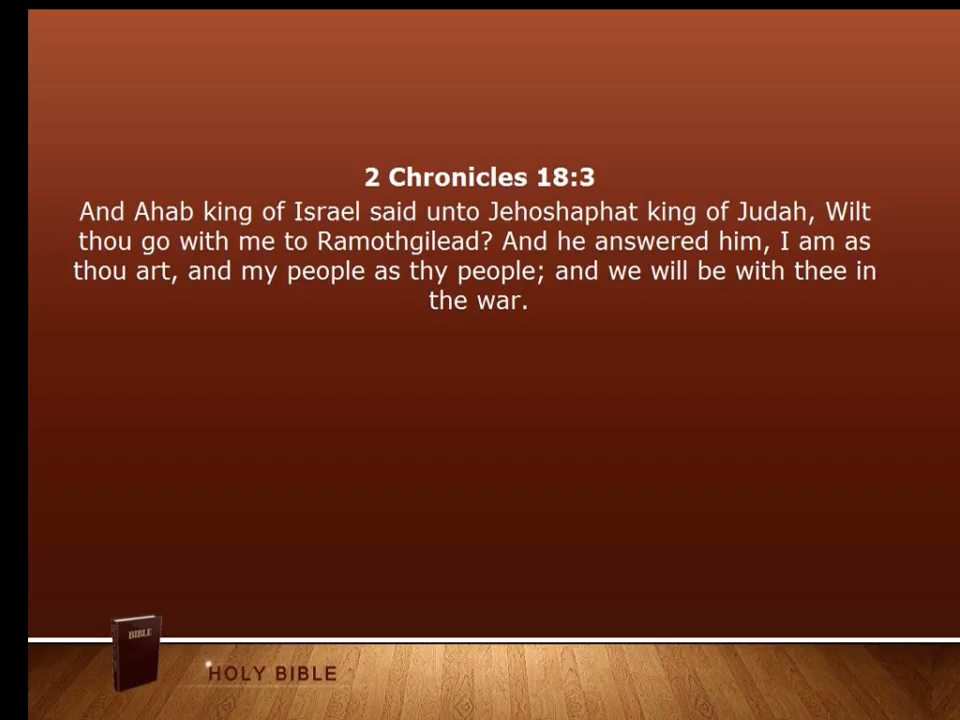 2 Chronicles 18:3
And Ahab king of Israel said unto Jehoshaphat king of Judah, Wilt
thou go with me to Ramothgilead? And he answered him, I am as
thou art, and my people as thy people; and we will be with thee in
the war.
BIBLE
HOLY BIBLE